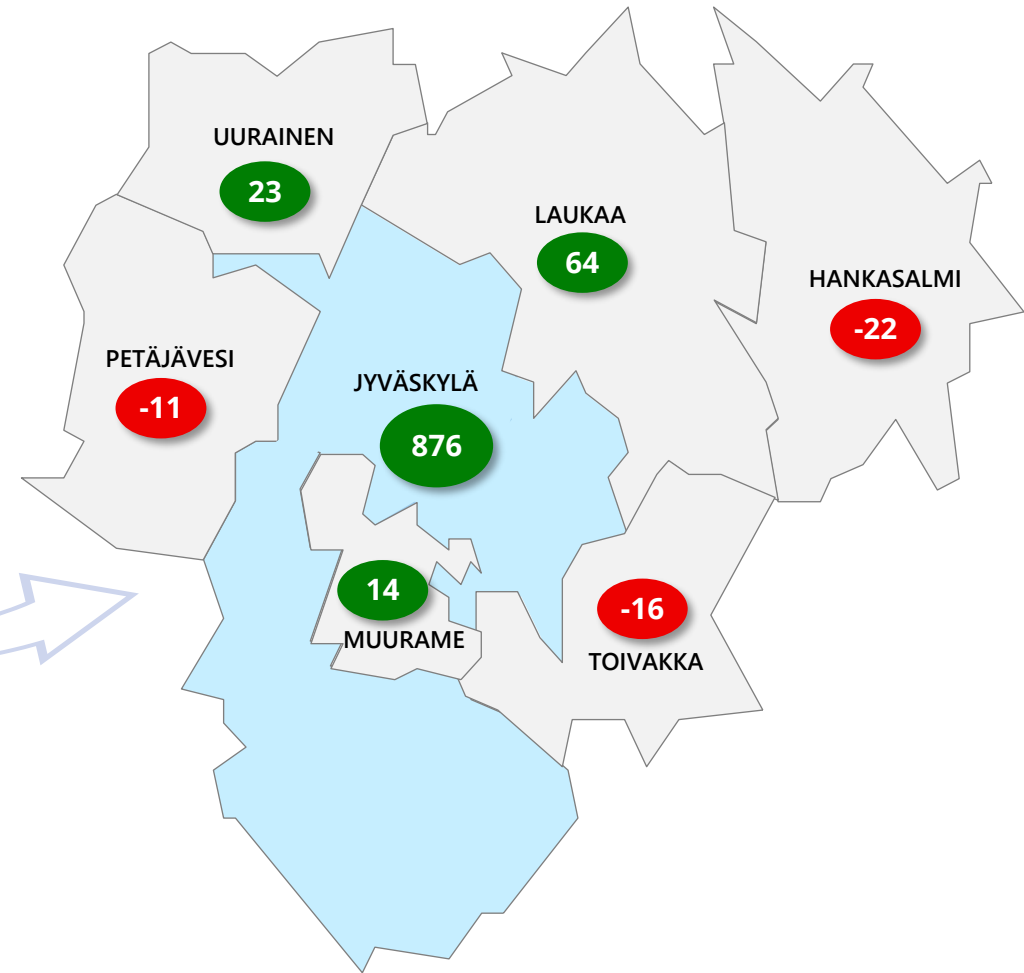 UURAINEN
23
LAUKAA
64
HANKASALMI
-22
PETÄJÄVESI
-11
JYVÄSKYLÄ
876
14
MUURAME
-16
TOIVAKKA